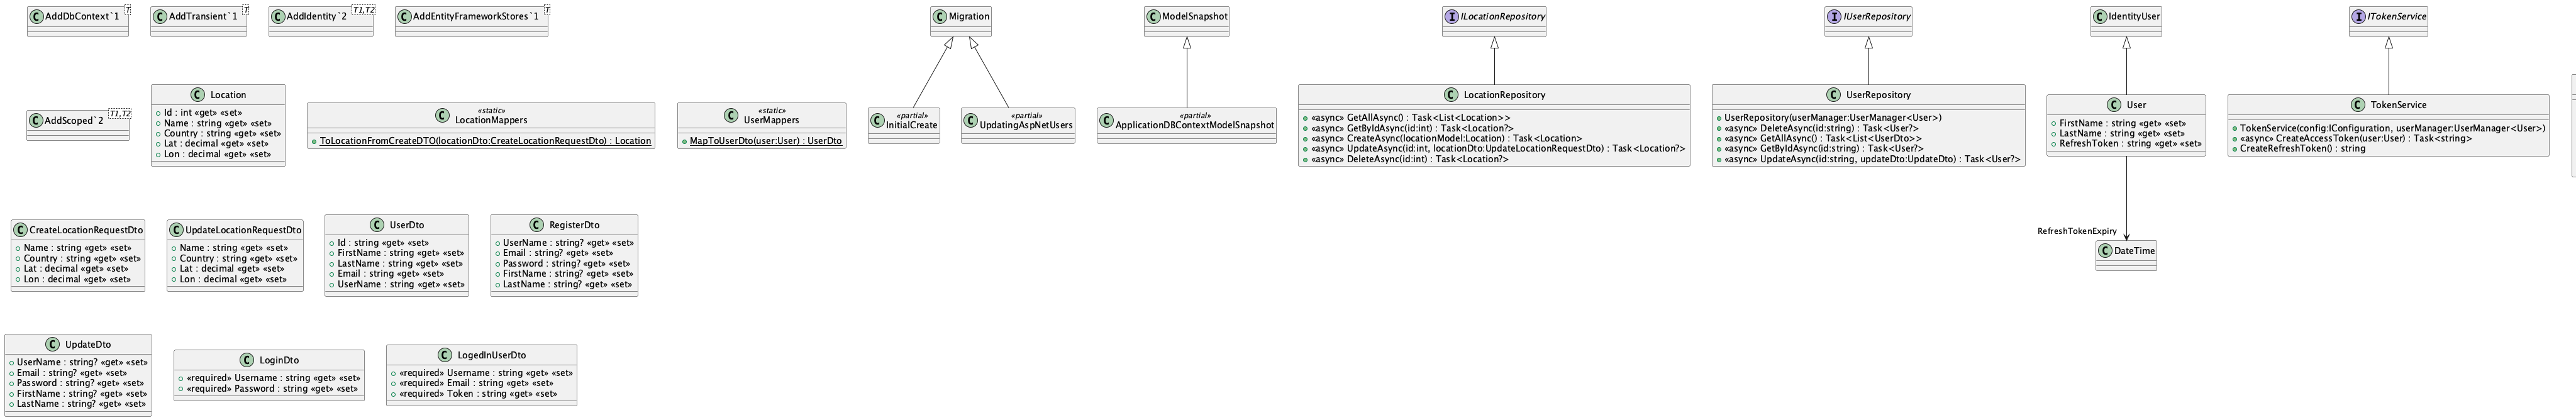 AddDbContext`1 T
AddTransient`1 T
AddIdentity`2 T1,T2
AddEntityFrameworkStores`1 T
Migration
ModelSnapshot
ILocationRepository
IUserRepository
IdentityUser
ITokenService
AddScoped`2 T1,T2
Location
Id : int «get» «set»
Name : string «get» «set»
Country : string «get» «set»
Lat : decimal «get» «set»
Lon : decimal «get» «set»
«static»
LocationMappers
ToLocationFromCreateDTO(locationDto:CreateLocationRequestDto) : Location
«static»
UserMappers
MapToUserDto(user:User) : UserDto
«partial»
InitialCreate
«partial»
UpdatingAspNetUsers
«partial»
ApplicationDBContextModelSnapshot
LocationRepository
«async» GetAllAsync() : Task<List<Location>>
«async» GetByIdAsync(id:int) : Task<Location?>
«async» CreateAsync(locationModel:Location) : Task<Location>
«async» UpdateAsync(id:int, locationDto:UpdateLocationRequestDto) : Task<Location?>
«async» DeleteAsync(id:int) : Task<Location?>
UserRepository
UserRepository(userManager:UserManager<User>)
«async» DeleteAsync(id:string) : Task<User?>
«async» GetAllAsync() : Task<List<UserDto>>
«async» GetByIdAsync(id:string) : Task<User?>
«async» UpdateAsync(id:string, updateDto:UpdateDto) : Task<User?>
User
FirstName : string «get» «set»
LastName : string «get» «set»
RefreshToken : string «get» «set»
TokenService
TokenService(config:IConfiguration, userManager:UserManager<User>)
«async» CreateAccessToken(user:User) : Task<string>
CreateRefreshToken() : string
CreateLocationRequestDto
Name : string «get» «set»
Country : string «get» «set»
Lat : decimal «get» «set»
Lon : decimal «get» «set»
UpdateLocationRequestDto
Name : string «get» «set»
Country : string «get» «set»
Lat : decimal «get» «set»
Lon : decimal «get» «set»
UserDto
Id : string «get» «set»
FirstName : string «get» «set»
LastName : string «get» «set»
Email : string «get» «set»
UserName : string «get» «set»
RegisterDto
UserName : string? «get» «set»
Email : string? «get» «set»
Password : string? «get» «set»
FirstName : string? «get» «set»
LastName : string? «get» «set»
RefreshTokenExpiry
DateTime
UpdateDto
UserName : string? «get» «set»
Email : string? «get» «set»
Password : string? «get» «set»
FirstName : string? «get» «set»
LastName : string? «get» «set»
LoginDto
«required» Username : string «get» «set»
«required» Password : string «get» «set»
LogedInUserDto
«required» Username : string «get» «set»
«required» Email : string «get» «set»
«required» Token : string «get» «set»